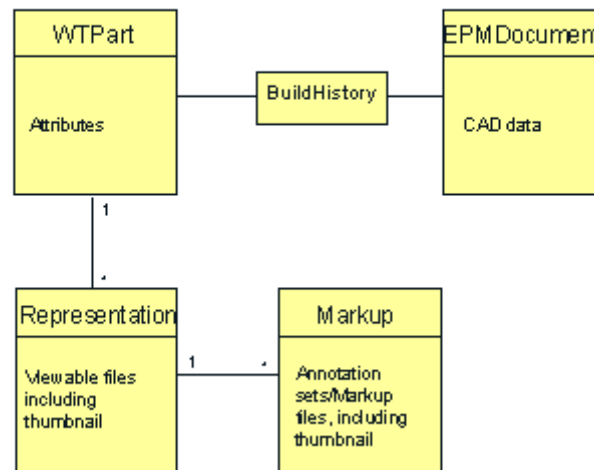 WTPart
EPMDocumen
BuildHistory
Attributes
CAD data
1
*
Representation
Markup
1
*
Viewable files
including
thumbnail
Annotation
sets/Markup
files, including
thumbnail